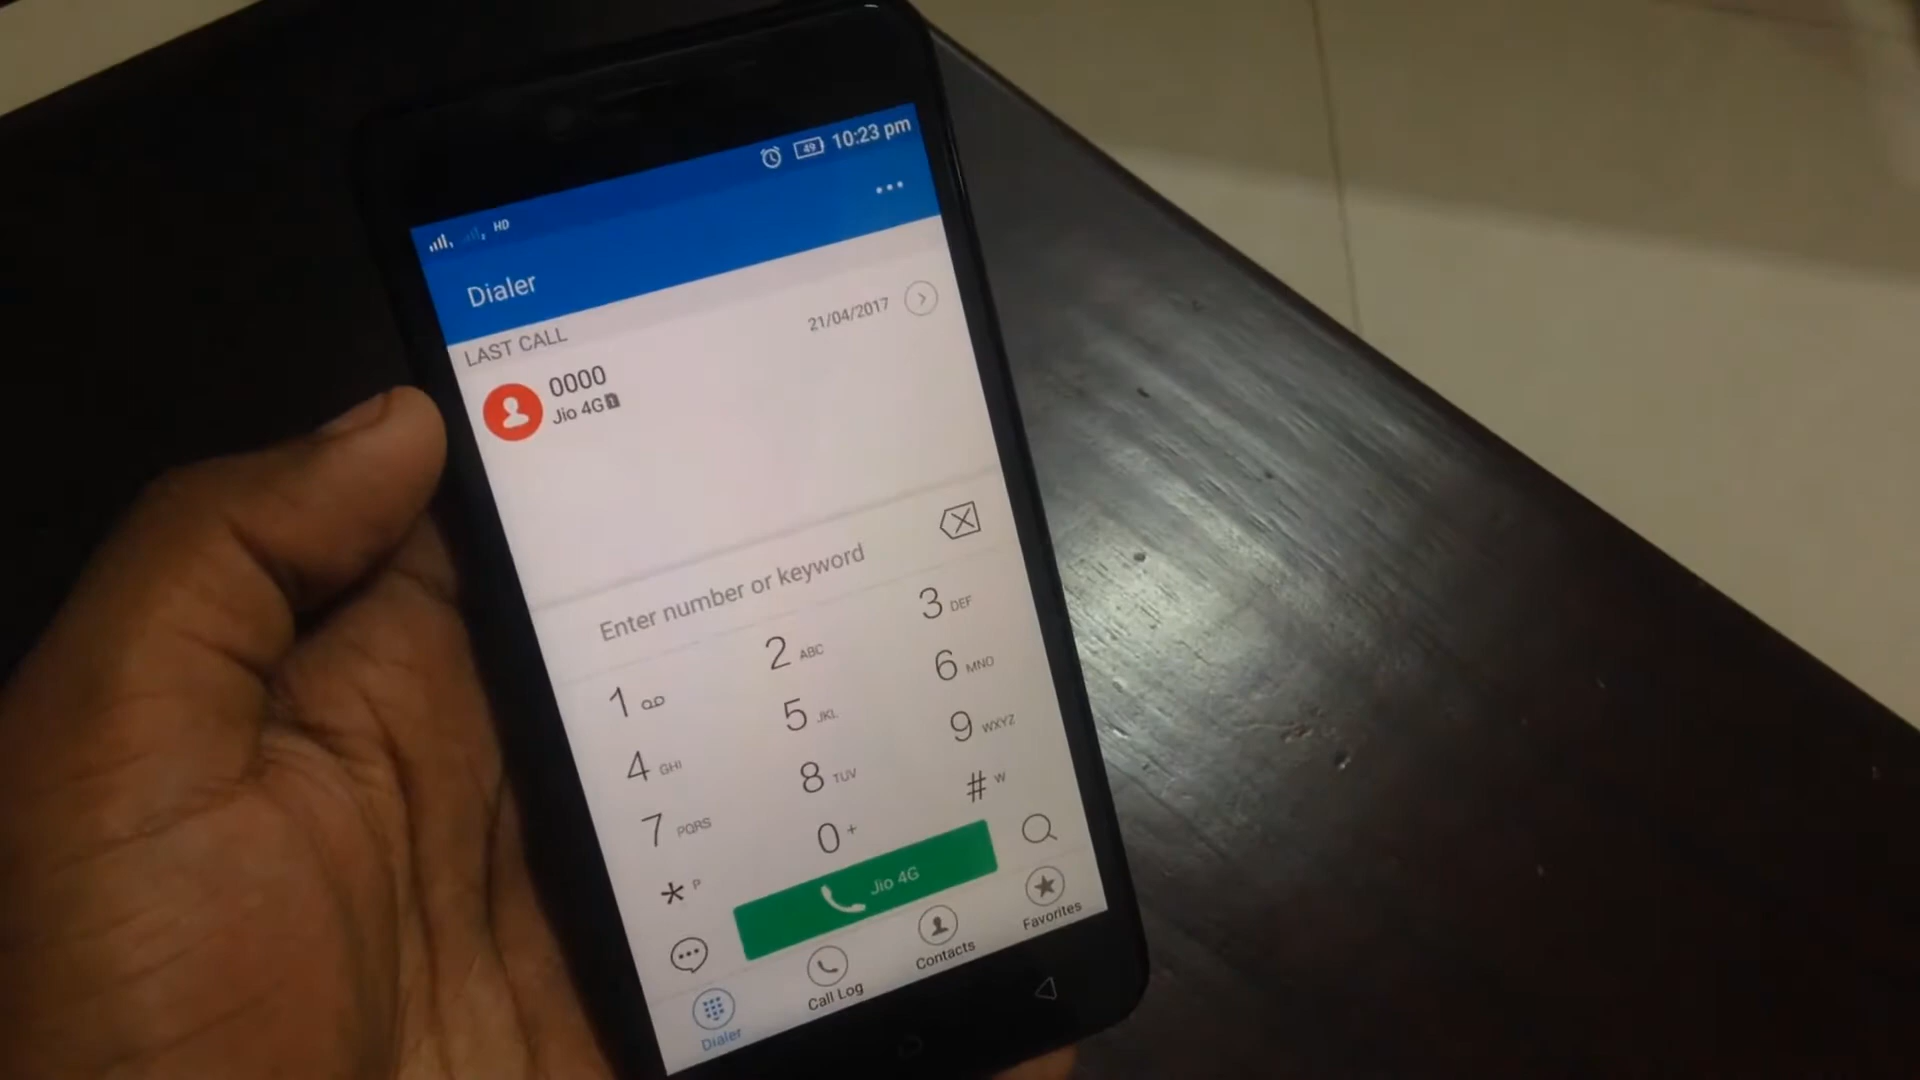 HD 49 10:23 pm
Dialer
LAST CALL 21/04/2017
0000
Jio 4G 1
Enter number or keyword
1 2 ABC 3 DEF
4 GHI 5 JKL 6 MNO
7 PQRS 8 TUV 9 WXYZ
* P 0 + # W
Jio 4G
Dialer Call Log Contacts Favorites